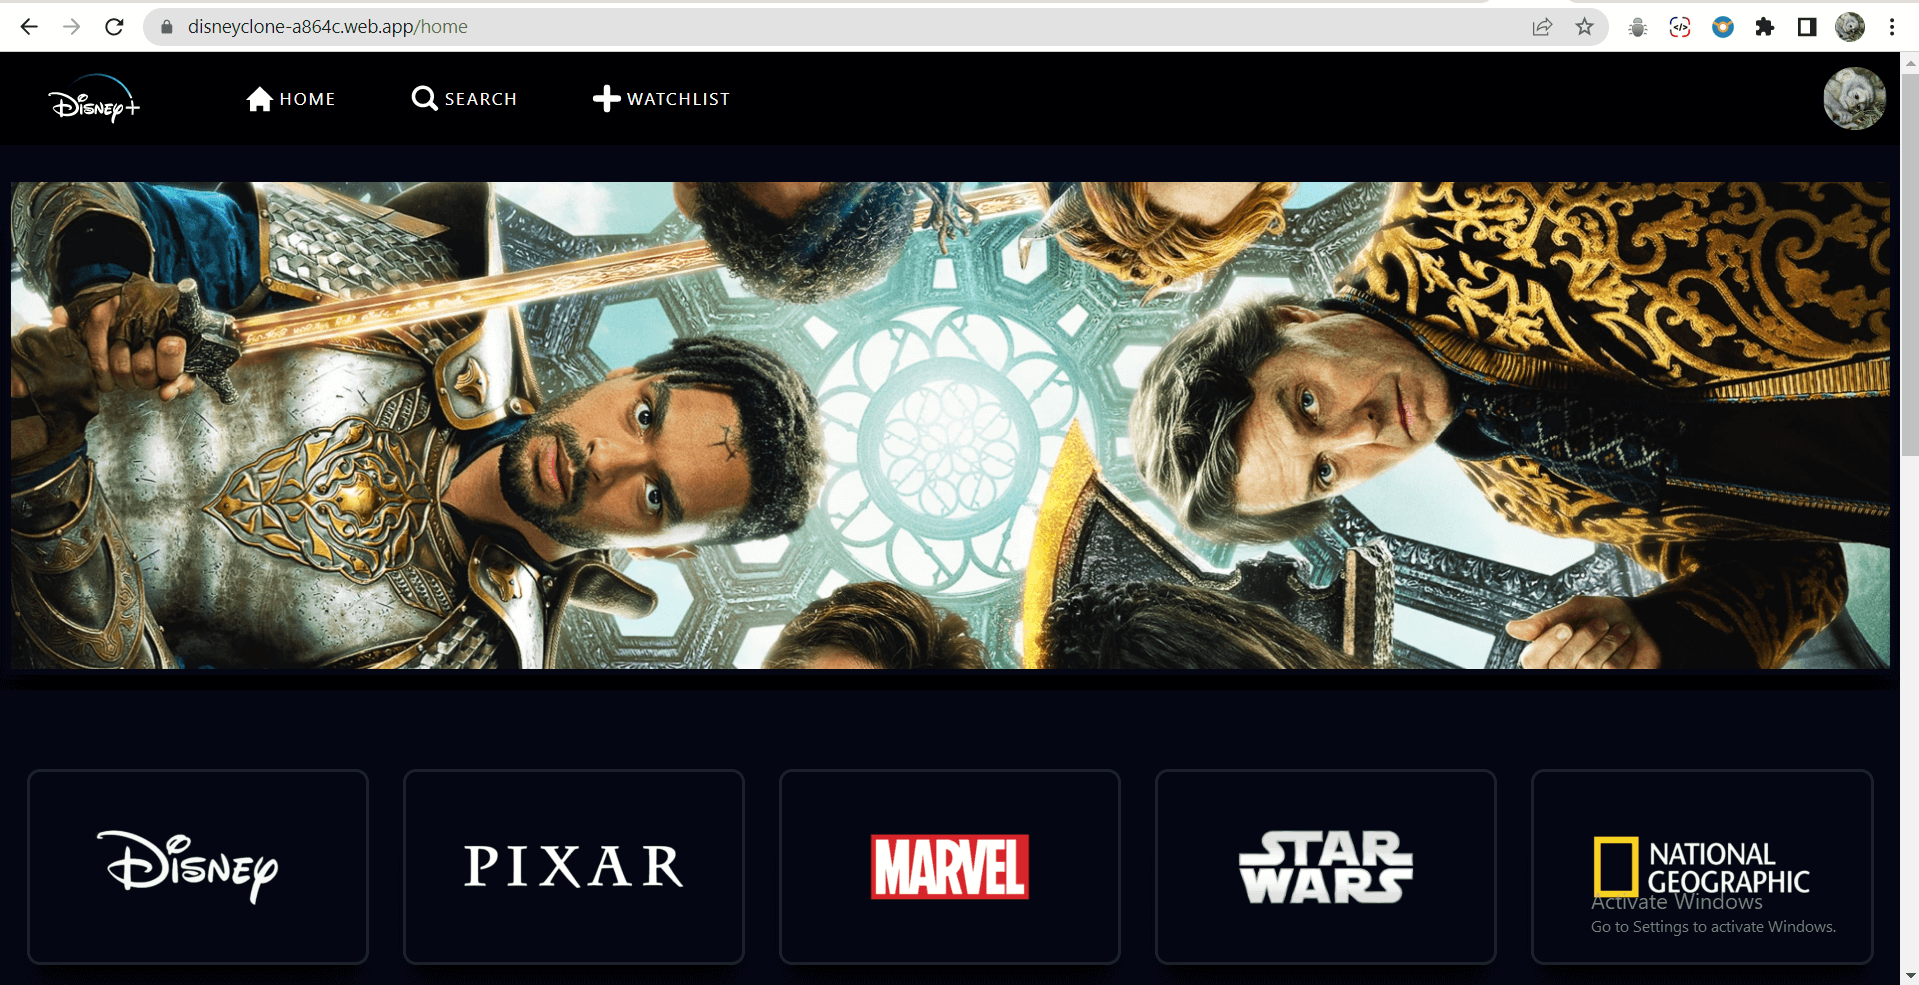 disneyclone-a864c.web.app/home
Disney+
HOME
SEARCH
WATCHLIST
Disney
PIXAR
MARVEL
STAR
WARS
NATIONAL
GEOGRAPHIC
Activate Windows
Go to Settings to activate Windows.